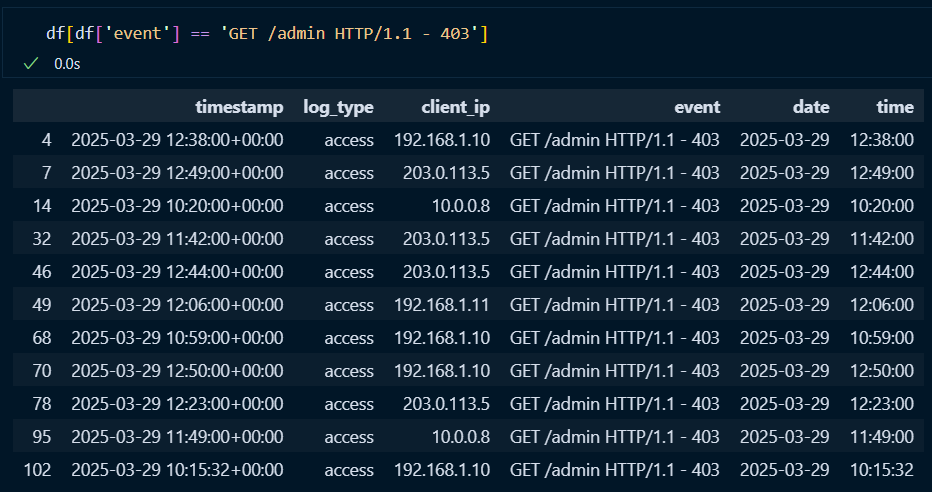 df[df['event'] == 'GET /admin HTTP/1.1 - 403']
0.0s
timestamp log_type client_ip event date time
4 2025-03-29 12:38:00+00:00 access 192.168.1.10 GET /admin HTTP/1.1 - 403 2025-03-29 12:38:00
7 2025-03-29 12:49:00+00:00 access 203.0.113.5 GET /admin HTTP/1.1 - 403 2025-03-29 12:49:00
14 2025-03-29 10:20:00+00:00 access 10.0.0.8 GET /admin HTTP/1.1 - 403 2025-03-29 10:20:00
32 2025-03-29 11:42:00+00:00 access 203.0.113.5 GET /admin HTTP/1.1 - 403 2025-03-29 11:42:00
46 2025-03-29 12:44:00+00:00 access 203.0.113.5 GET /admin HTTP/1.1 - 403 2025-03-29 12:44:00
49 2025-03-29 12:06:00+00:00 access 192.168.1.11 GET /admin HTTP/1.1 - 403 2025-03-29 12:06:00
68 2025-03-29 10:59:00+00:00 access 192.168.1.10 GET /admin HTTP/1.1 - 403 2025-03-29 10:59:00
70 2025-03-29 12:50:00+00:00 access 192.168.1.10 GET /admin HTTP/1.1 - 403 2025-03-29 12:50:00
78 2025-03-29 12:23:00+00:00 access 203.0.113.5 GET /admin HTTP/1.1 - 403 2025-03-29 12:23:00
95 2025-03-29 11:49:00+00:00 access 10.0.0.8 GET /admin HTTP/1.1 - 403 2025-03-29 11:49:00
102 2025-03-29 10:15:32+00:00 access 192.168.1.10 GET /admin HTTP/1.1 - 403 2025-03-29 10:15:32